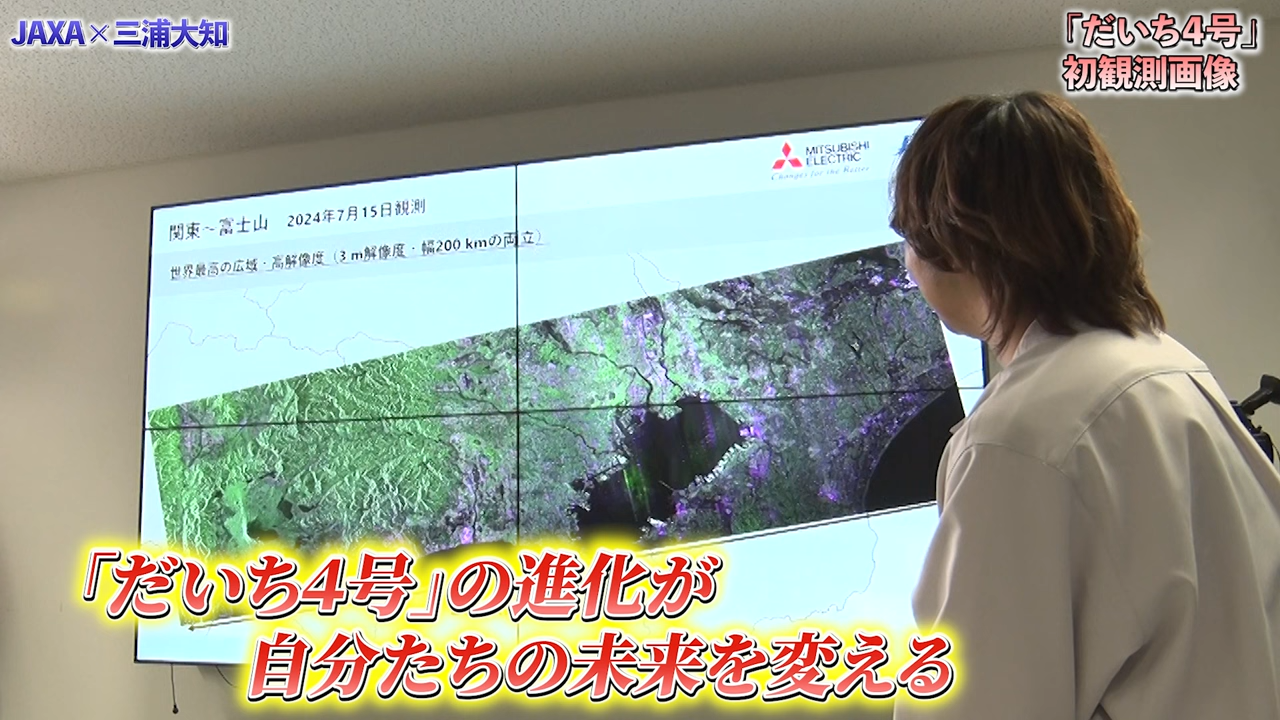 JAXA×三浦大知
「だいち4号」
初観測画像
MITSUBISHI
ELECTRIC
Changes for the Better
関東～富士山 2024年7月15日観測
世界最高の広域・高解像度（3 m解像度・幅200 kmの両立）
「だいち4号」の進化が
自分たちの未来を変える